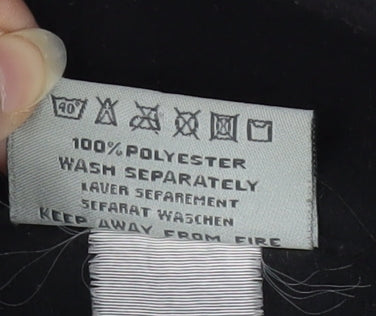 40°
100% POLYESTER
WASH SEPARATELY
LAVER SEPAREMENT
SEPARAT WASCHEN
KEEP AWAY FROM FIRE